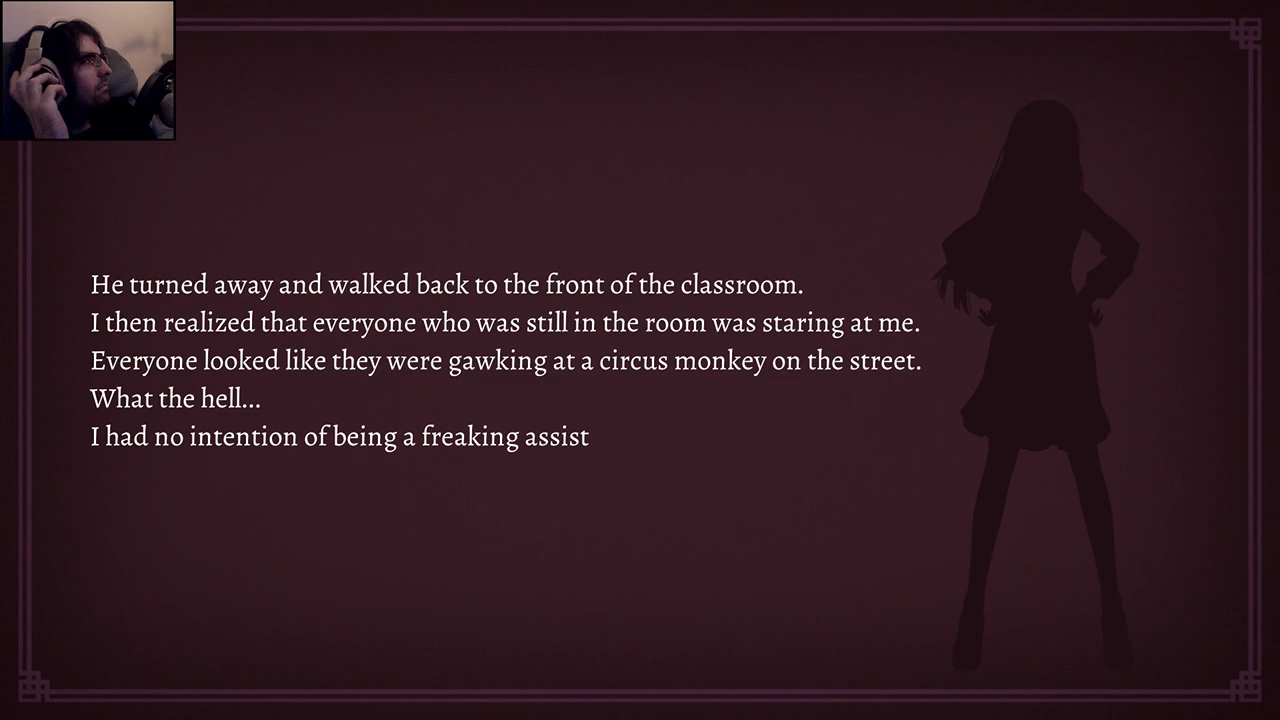 He turned away and walked back to the front of the classroom.
I then realized that everyone who was still in the room was staring at me.
Everyone looked like they were gawking at a circus monkey on the street.
What the hell...
I had no intention of being a freaking assist